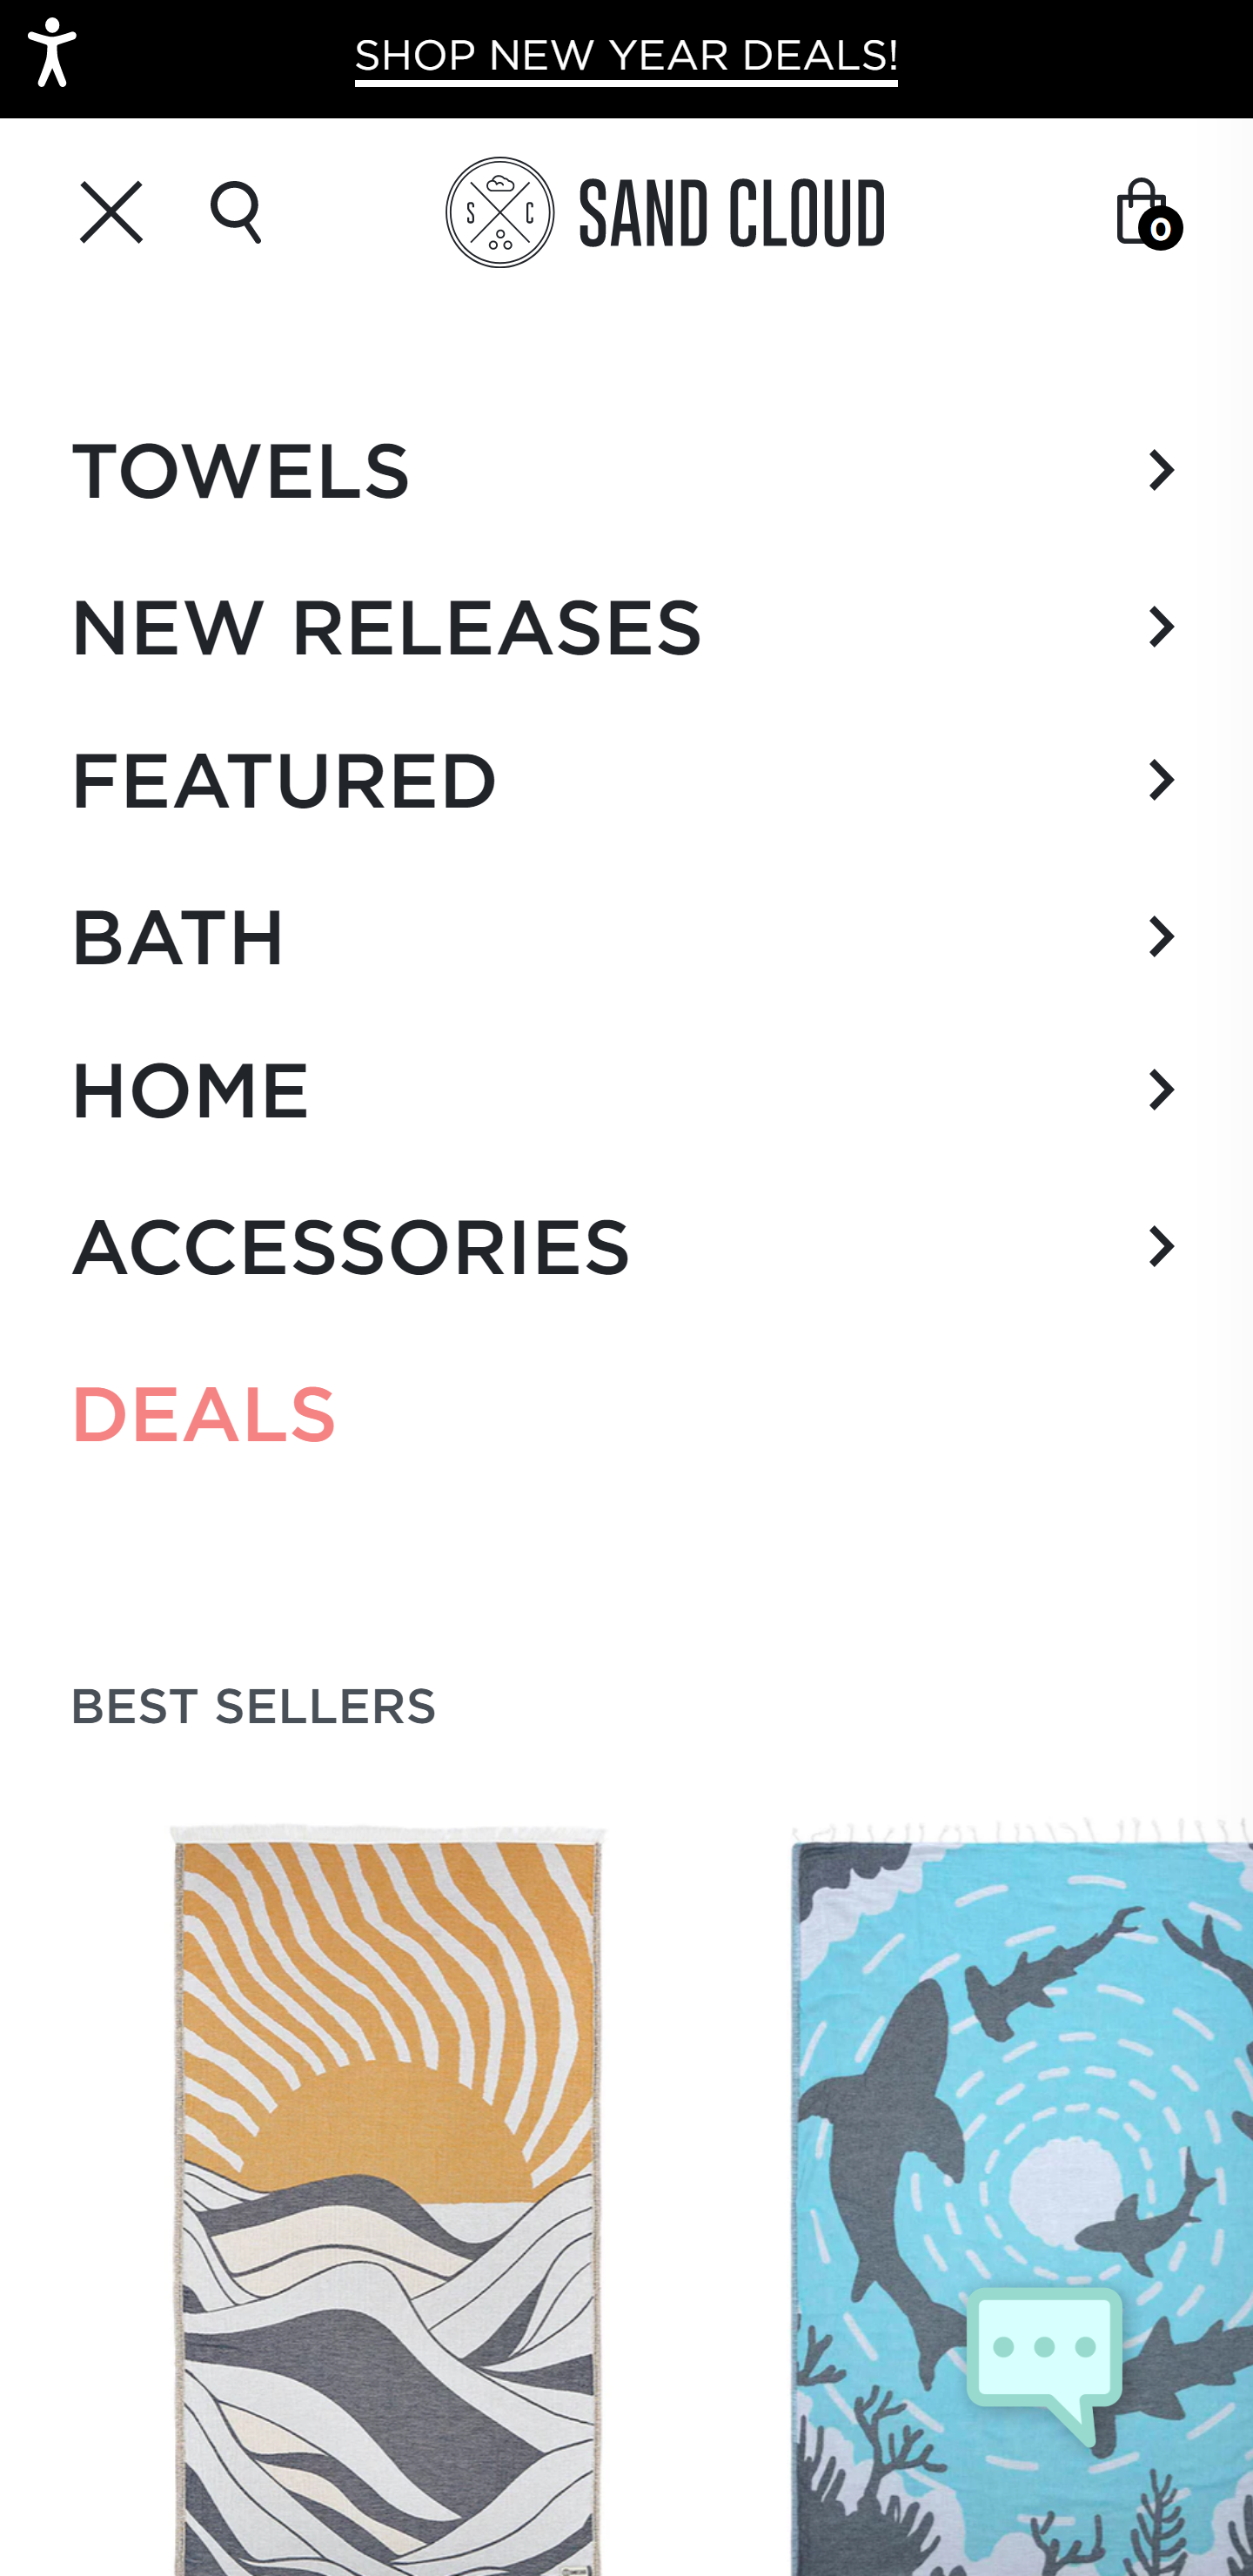 SHOP NEW YEAR DEALS!
S C
SAND CLOUD
0
TOWELS
NEW RELEASES
FEATURED
BATH
HOME
ACCESSORIES
DEALS
BEST SELLERS